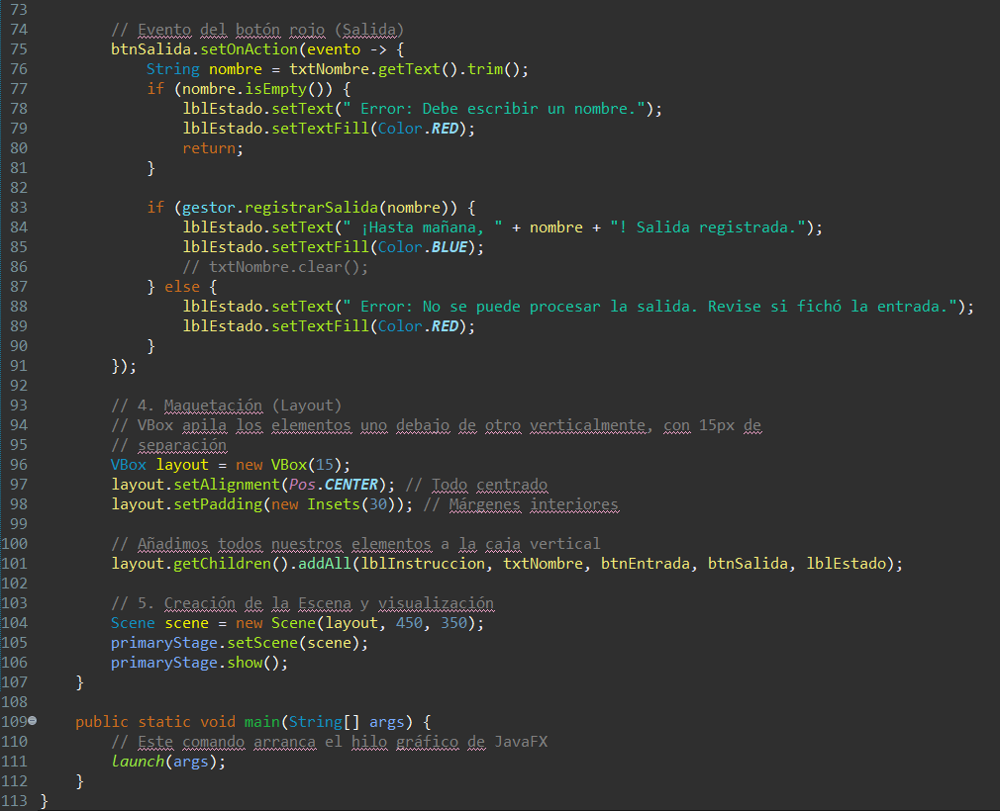 73
74         // Evento del botón rojo (Salida)
75         btnSalida.setOnAction(evento -> {
76             String nombre = txtNombre.getText().trim();
77             if (nombre.isEmpty()) {
78                 lblEstado.setText(" Error: Debe escribir un nombre.");
79                 lblEstado.setTextFill(Color.RED);
80                 return;
81             }
82
83             if (gestor.registrarSalida(nombre)) {
84                 lblEstado.setText(" ¡Hasta mañana, " + nombre + "! Salida registrada.");
85                 lblEstado.setTextFill(Color.BLUE);
86                 // txtNombre.clear();
87             } else {
88                 lblEstado.setText(" Error: No se puede procesar la salida. Revise si fichó la entrada.");
89                 lblEstado.setTextFill(Color.RED);
90             }
91         });
92
93         // 4. Maquetación (Layout)
94         // VBox apila los elementos uno debajo de otro verticalmente, con 15px de
95         // separación
96         VBox layout = new VBox(15);
97         layout.setAlignment(Pos.CENTER); // Todo centrado
98         layout.setPadding(new Insets(30)); // Márgenes interiores
99
100         // Añadimos todos nuestros elementos a la caja vertical
101         layout.getChildren().addAll(lblInstruccion, txtNombre, btnEntrada, btnSalida, lblEstado);
102
103         // 5. Creación de la Escena y visualización
104         Scene scene = new Scene(layout, 450, 350);
105         primaryStage.setScene(scene);
106         primaryStage.show();
107     }
108
109     public static void main(String[] args) {
110         // Este comando arranca el hilo gráfico de JavaFX
111         launch(args);
112     }
113 }